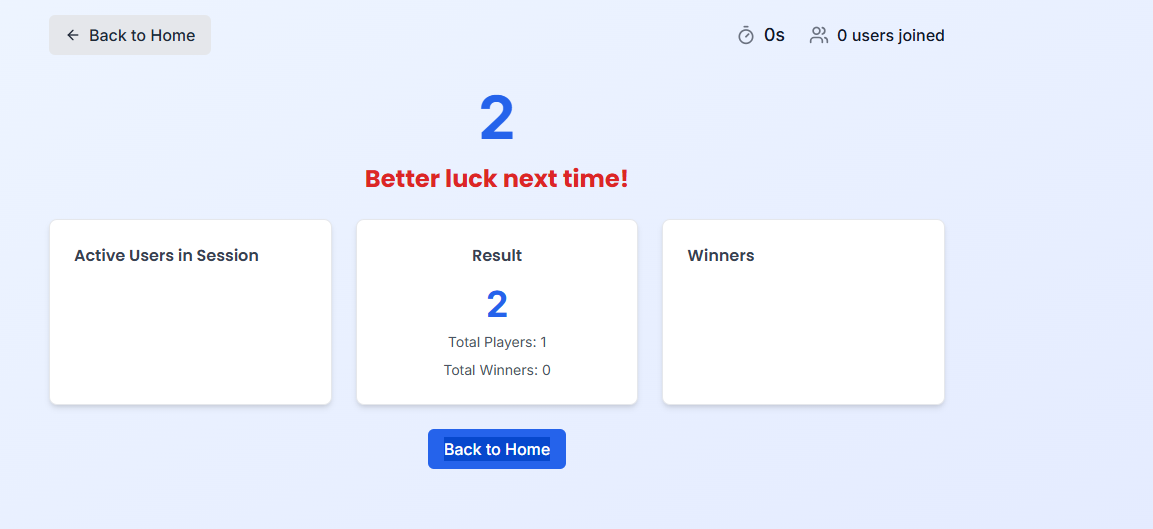 Back to Home
0s
0 users joined
2
Better luck next time!
Active Users in Session
Result
2
Total Players: 1
Total Winners: 0
Winners
Back to Home